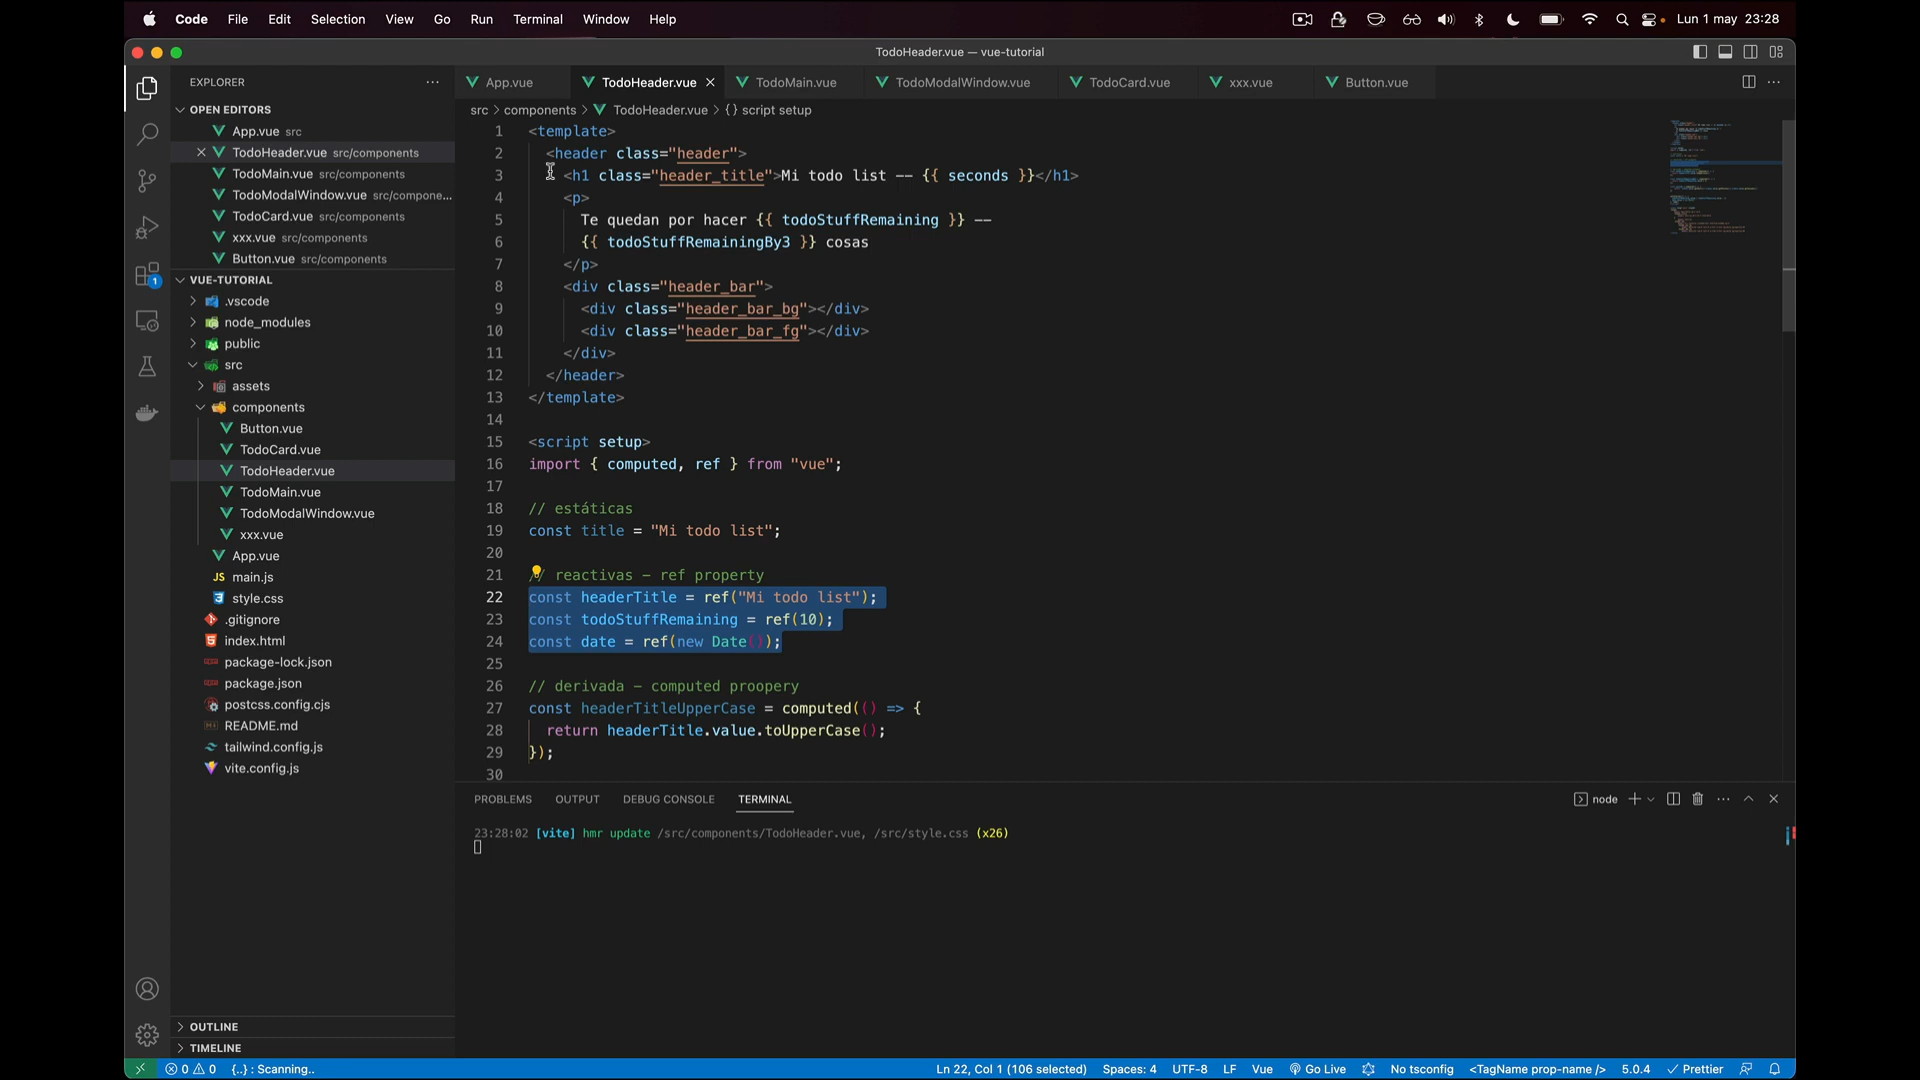 Code File Edit Selection View Go Run Terminal Window Help
Lun 1 may 23:28
TodoHeader.vue — vue-tutorial
EXPLORER
OPEN EDITORS
App.vue src
TodoHeader.vue src/components
TodoMain.vue src/components
TodoModalWindow.vue src/compone...
TodoCard.vue src/components
xxx.vue src/components
Button.vue src/components
VUE-TUTORIAL
.vscode
node_modules
public
src
assets
components
Button.vue
TodoCard.vue
TodoHeader.vue
TodoMain.vue
TodoModalWindow.vue
xxx.vue
App.vue
JS main.js
style.css
.gitignore
index.html
package-lock.json
package.json
postcss.config.cjs
README.md
tailwind.config.js
vite.config.js
OUTLINE
TIMELINE
1
App.vue TodoHeader.vue TodoMain.vue TodoModalWindow.vue TodoCard.vue xxx.vue Button.vue
src > components > TodoHeader.vue > {} script setup
1 <template>
2 <header class="header">
3 <h1 class="header_title">Mi todo list -- {{ seconds }}</h1>
4 <p>
5 Te quedan por hacer {{ todoStuffRemaining }} --
6 {{ todoStuffRemainingBy3 }} cosas
7 </p>
8 <div class="header_bar">
9 <div class="header_bar_bg"></div>
10 <div class="header_bar_fg"></div>
11 </div>
12 </header>
13 </template>
14
15 <script setup>
16 import { computed, ref } from "vue";
17
18 // estáticas
19 const title = "Mi todo list";
20
21 // reactivas - ref property
22 const headerTitle = ref("Mi todo list");
23 const todoStuffRemaining = ref(10);
24 const date = ref(new Date());
25
26 // derivada - computed proopery
27 const headerTitleUpperCase = computed(() => {
28 return headerTitle.value.toUpperCase();
29 });
30
PROBLEMS OUTPUT DEBUG CONSOLE TERMINAL
node
23:28:02 [vite] hmr update /src/components/TodoHeader.vue, /src/style.css (x26)
0 0 {..} : Scanning..
Ln 22, Col 1 (106 selected) Spaces: 4 UTF-8 LF Vue Go Live No tsconfig <TagName prop-name /> 5.0.4 Prettier